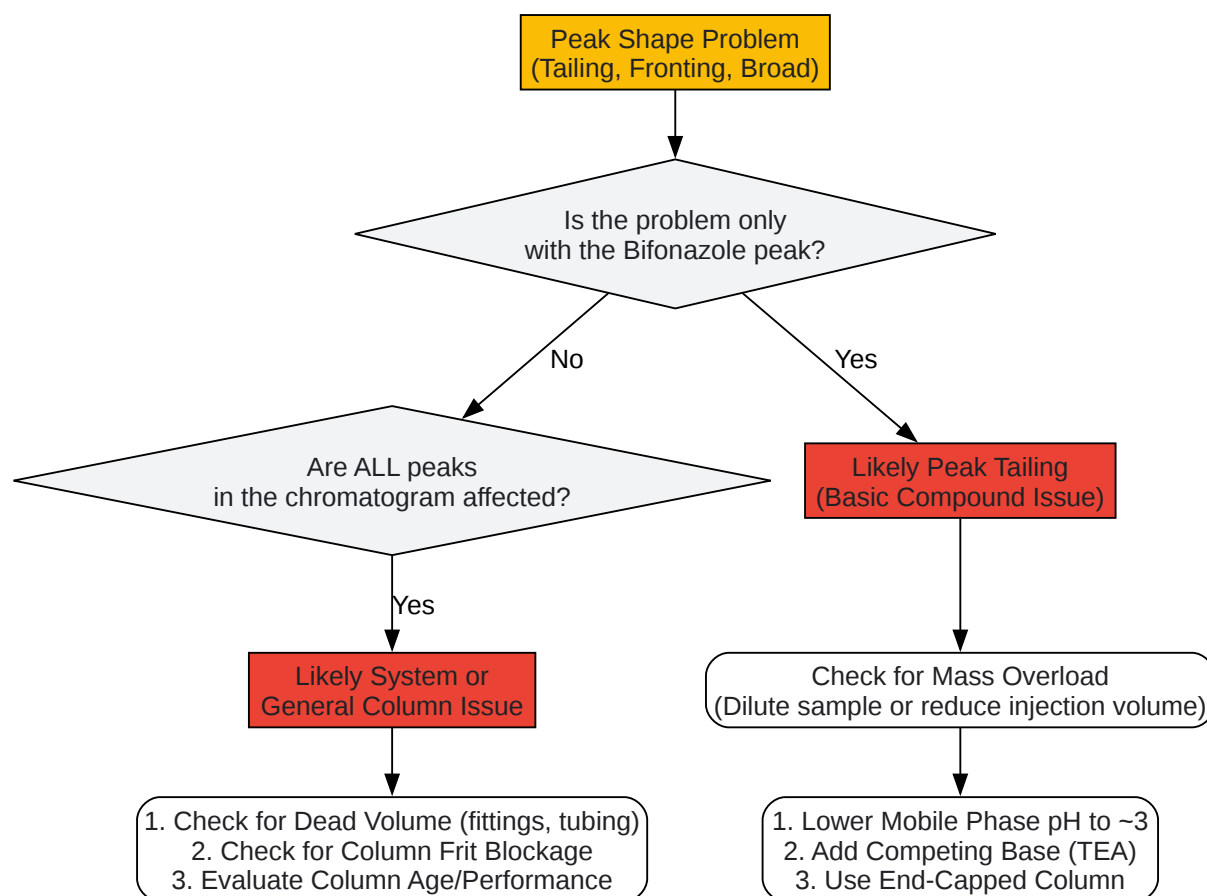 Peak Shape Problem
(Tailing, Fronting, Broad)
Is the problem only
with the Bifonazole peak?
No
Yes
Are ALL peaks
in the chromatogram affected?
Likely Peak Tailing
(Basic Compound Issue)
Yes
Likely System or
General Column Issue
Check for Mass Overload
(Dilute sample or reduce injection volume)
1. Check for Dead Volume (fittings, tubing)
2. Check for Column Frit Blockage
3. Evaluate Column Age/Performance
1. Lower Mobile Phase pH to ~3
2. Add Competing Base (TEA)
3. Use End-Capped Column